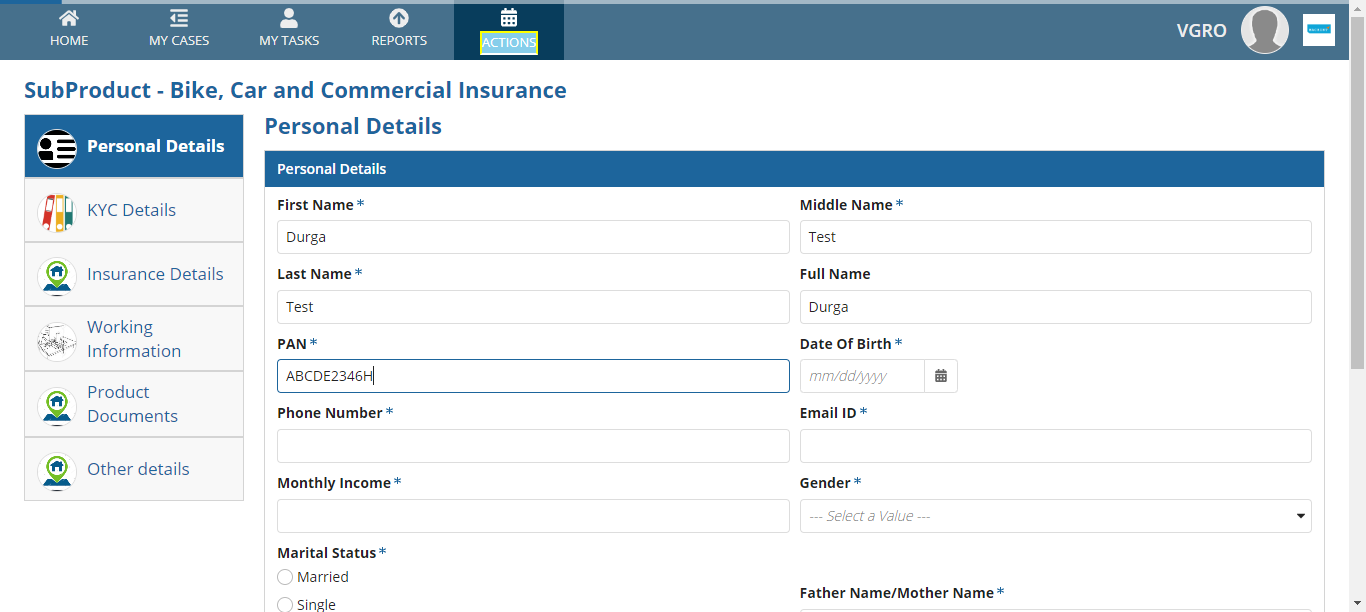 HOME
MY CASES
MY TASKS
REPORTS
ACTIONS
VGRO
SubProduct - Bike, Car and Commercial Insurance
Personal Details
KYC Details
Insurance Details
Working
Information
Product
Documents
Other details
Personal Details
Personal Details
First Name *
Durga
Middle Name *
Test
Last Name *
Test
Full Name
Durga
PAN *
ABCDE2346H
Date Of Birth *
mm/dd/yyyy
Phone Number *
Email ID *
Monthly Income *
Gender *
--- Select a Value ---
Marital Status *
Married
Single
Father Name/Mother Name *